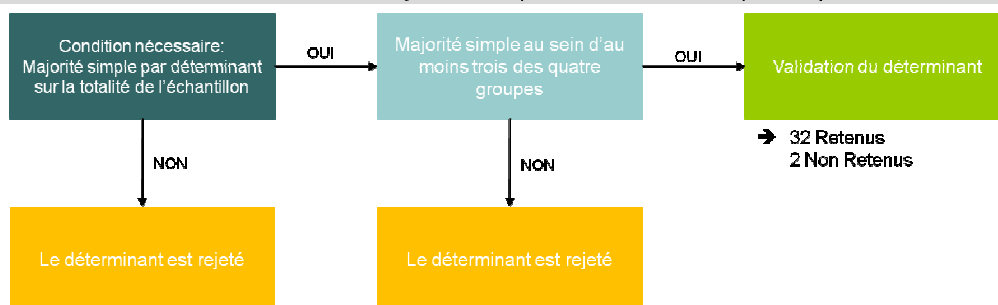 Condition nécessaire:
Majorité simple par déterminant
sur la totalité de l'échantillon
OUI
Majorité simple au sein d'au
moins trois des quatre
groupes
OUI
Validation du déterminant
➔ 32 Retenus
2 Non Retenus
NON
NON
Le déterminant est rejeté
Le déterminant est rejeté